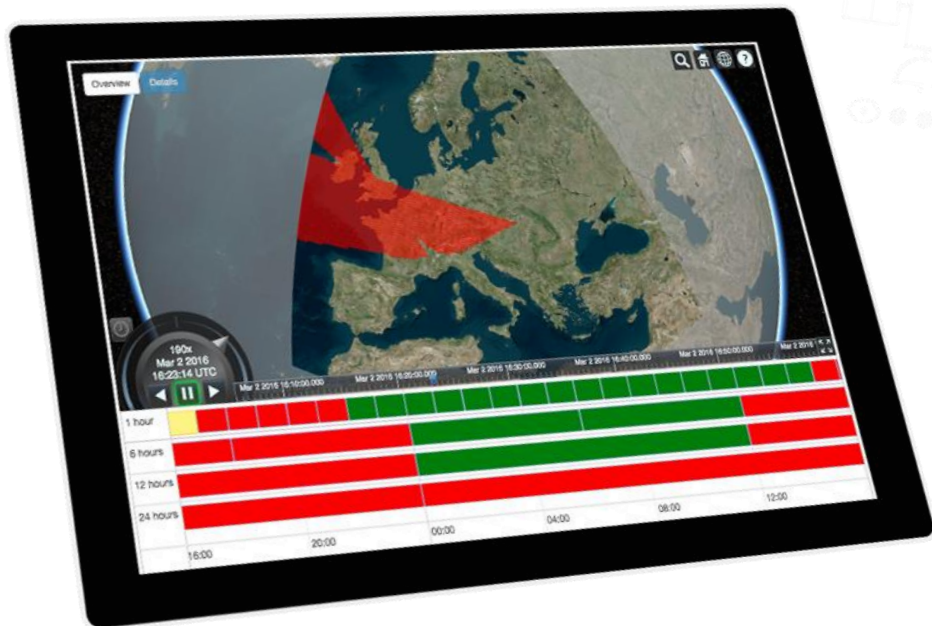 Overview Details
?
190x
Mar 2 2016
16:23:14 UTC
Mar 2 2016 16:10:00.000
Mar 2 2016 16:20:00.000
Mar 2 2016 16:30:00.000
Mar 2 2016 16:40:00.000
Mar 2 2016 16:50:00.000
Mar 2 2016
1 hour
6 hours
12 hours
24 hours
16:00 20:00 00:00 04:00 08:00 12:00